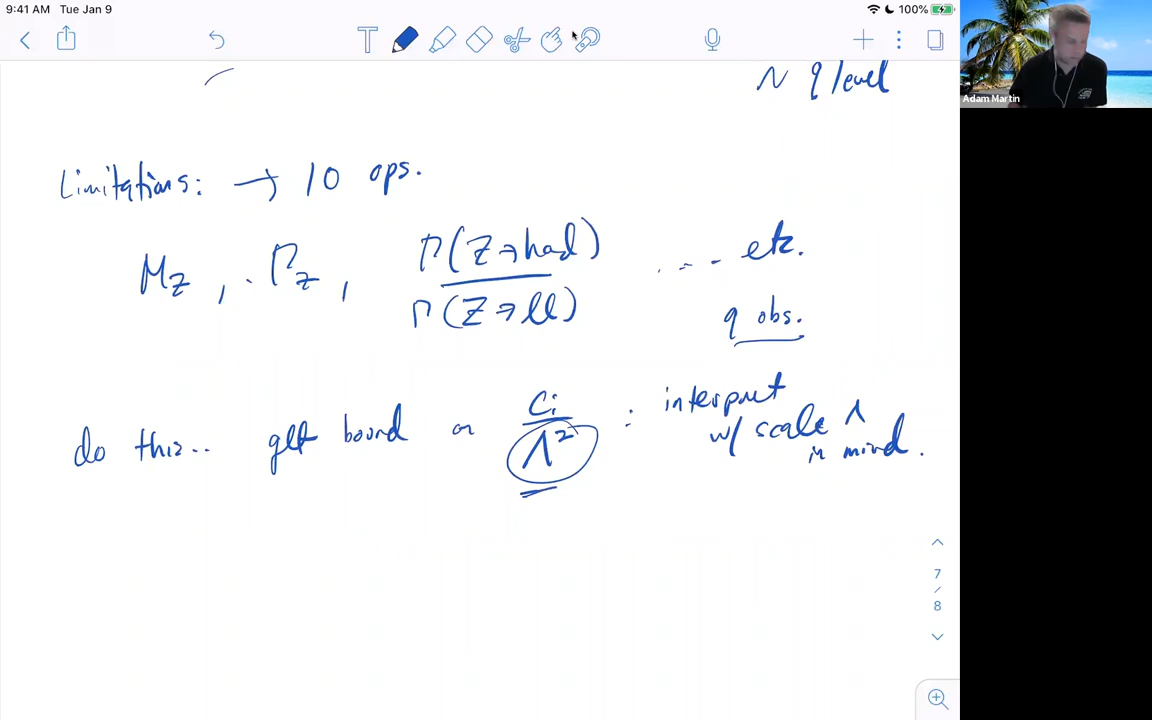 9:41 AM Tue Jan 9
100%
Adam Martin
~ q level
Limitations: → 10 ops.
M_Z , Γ_Z , Γ(Z→had) / Γ(Z→ll) .... etc.
9 obs.
do this.. get bound on C_i / Λ² : interpret
w/ scale Λ
in mind.
7
/
8